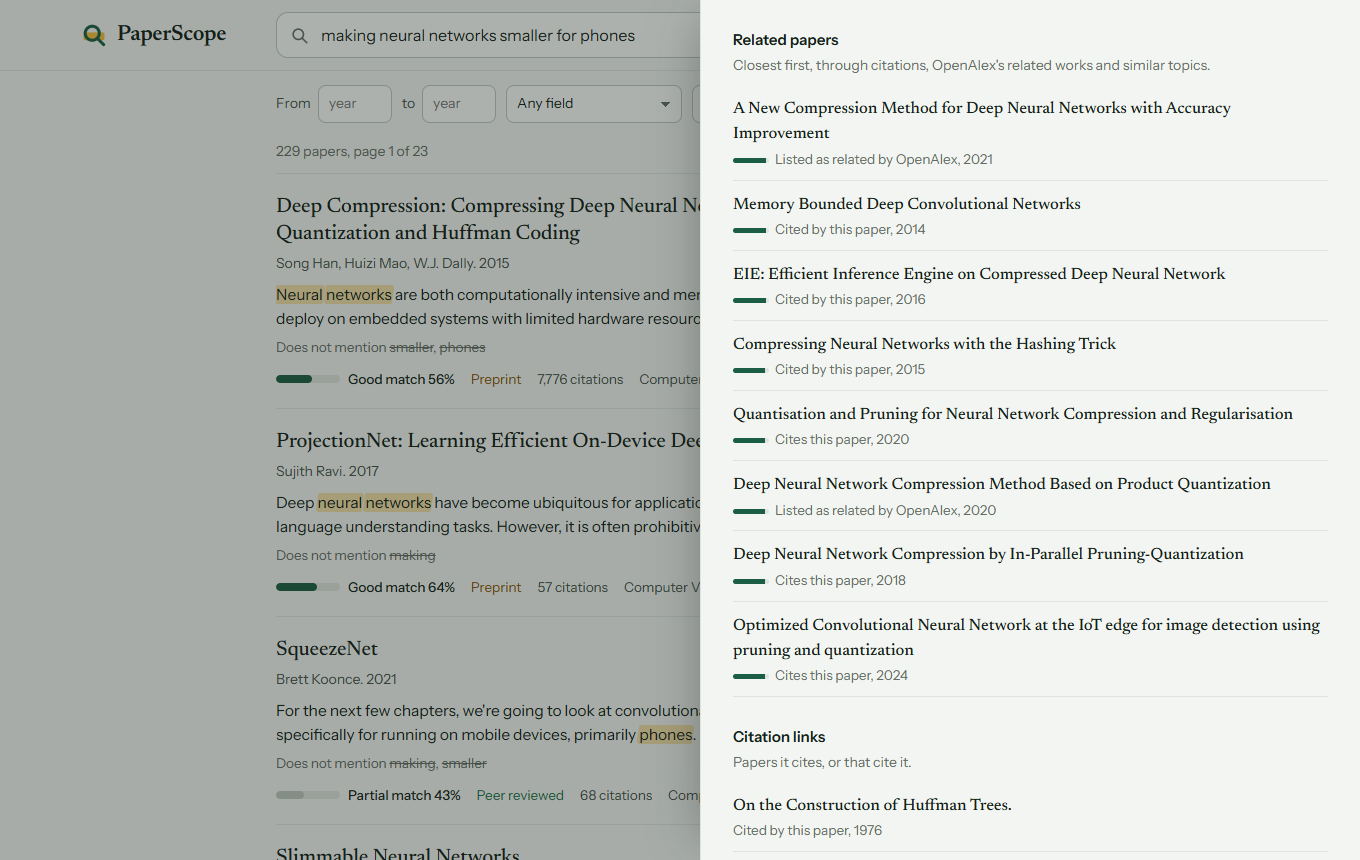 PaperScope
making neural networks smaller for phones
From year to year Any field
229 papers, page 1 of 23
Deep Compression: Compressing Deep Neural
Quantization and Huffman Coding
Song Han, Huizi Mao, W.J. Dally. 2015
Neural networks are both computationally intensive and
deploy on embedded systems with limited hardware
Does not mention smaller, phones
Good match 56% Preprint 7,776 citations
ProjectionNet: Learning Efficient On-Device
Sujith Ravi. 2017
Deep neural networks have become ubiquitous for
language understanding tasks. However, it is often
Does not mention making
Good match 64% Preprint 57 citations Computer
SqueezeNet
Brett Koonce. 2021
For the next few chapters, we're going to look at
specifically for running on mobile devices, primarily phones.
Does not mention making, smaller
Partial match 43% Peer reviewed 68 citations
Slimmable Neural Networks
Related papers
Closest first, through citations, OpenAlex's related works and similar topics.
A New Compression Method for Deep Neural Networks with Accuracy
Improvement
Listed as related by OpenAlex, 2021
Memory Bounded Deep Convolutional Networks
Cited by this paper, 2014
EIE: Efficient Inference Engine on Compressed Deep Neural Network
Cited by this paper, 2016
Compressing Neural Networks with the Hashing Trick
Cited by this paper, 2015
Quantisation and Pruning for Neural Network Compression and Regularisation
Cites this paper, 2020
Deep Neural Network Compression Method Based on Product Quantization
Listed as related by OpenAlex, 2020
Deep Neural Network Compression by In-Parallel Pruning-Quantization
Cites this paper, 2018
Optimized Convolutional Neural Network at the IoT edge for image detection using
pruning and quantization
Cites this paper, 2024
Citation links
Papers it cites, or that cite it.
On the Construction of Huffman Trees.
Cited by this paper, 1976